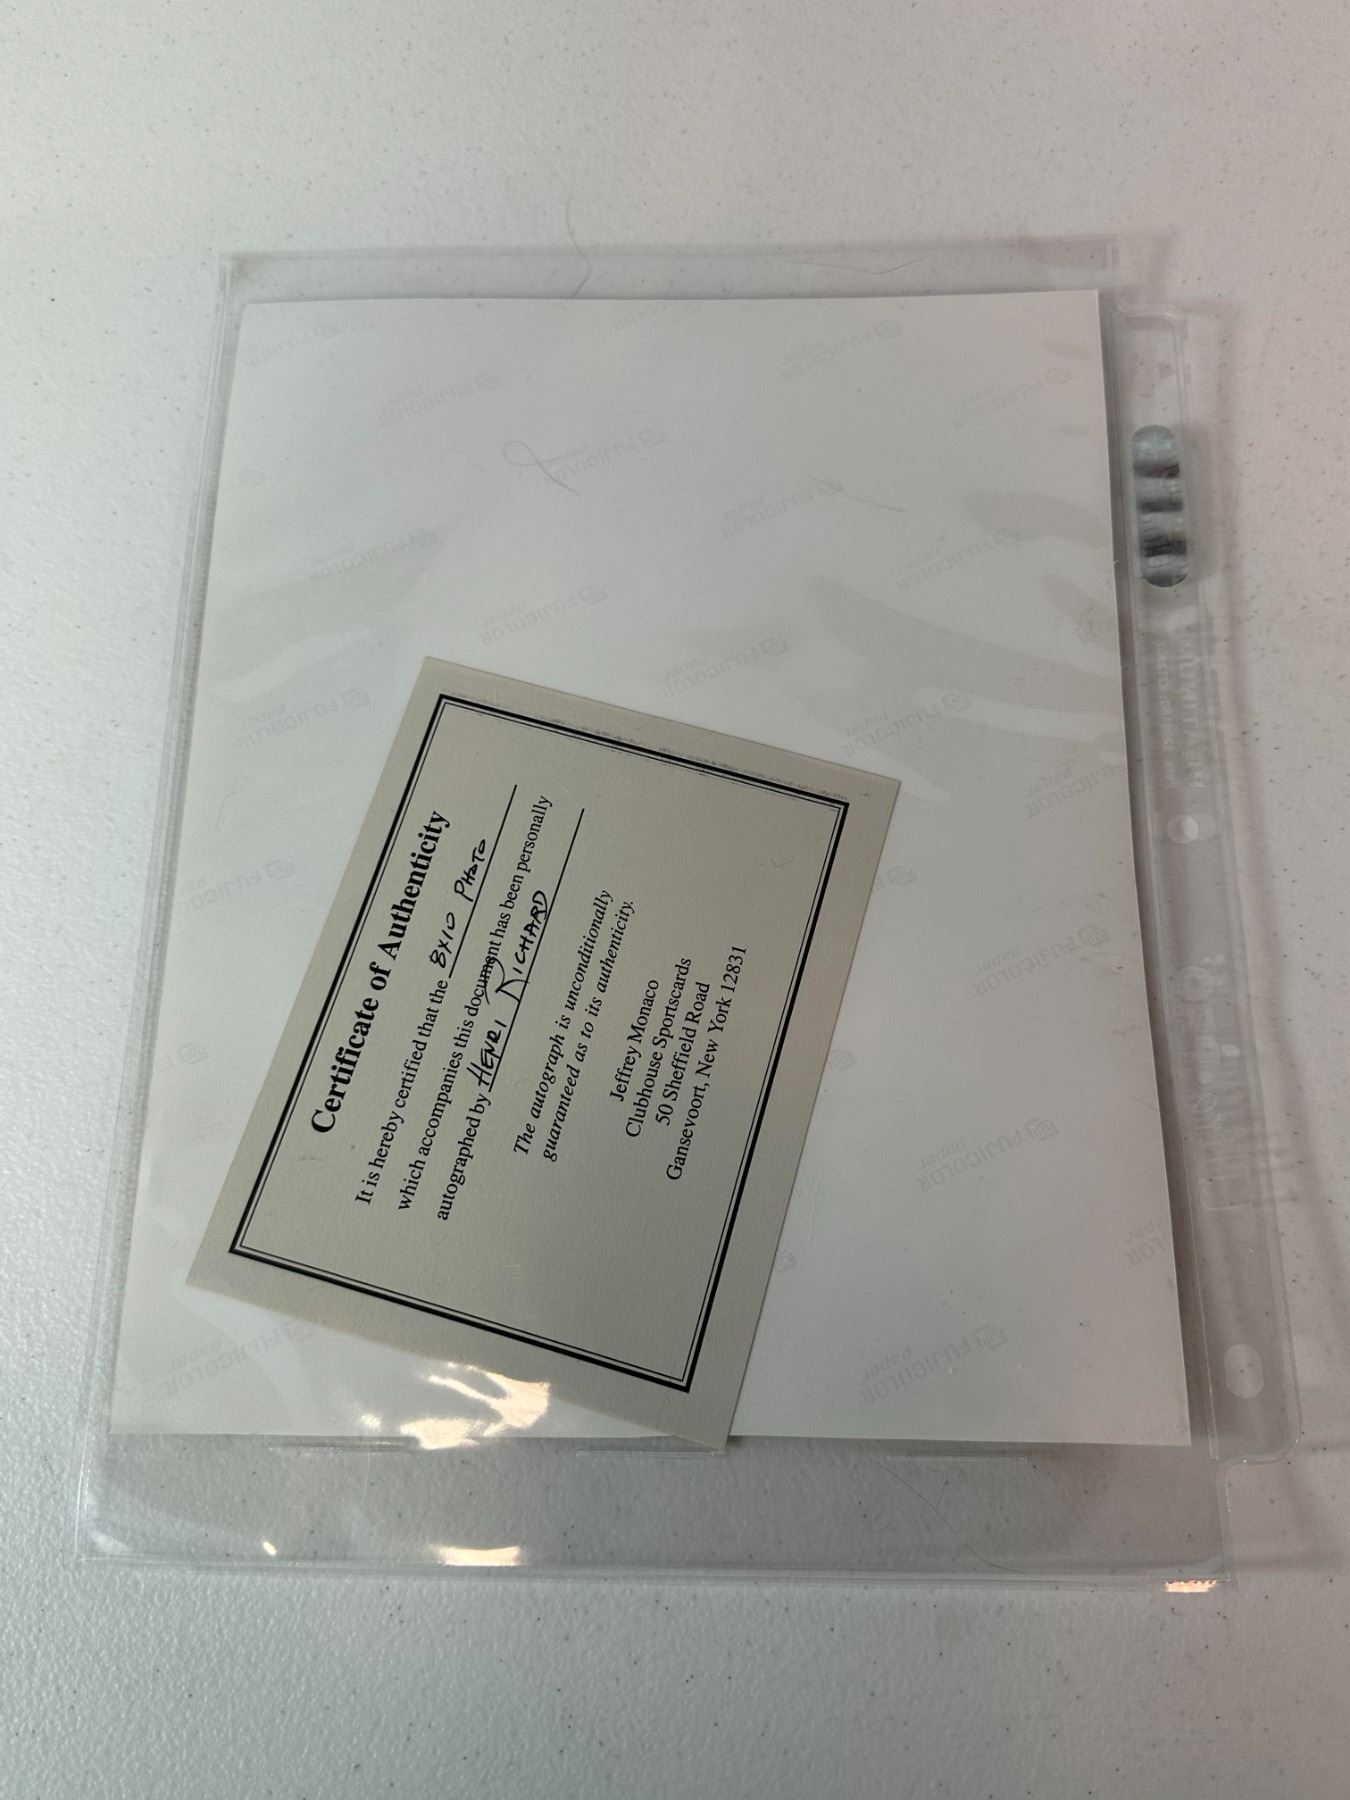 Certificate of Authenticity
It is hereby certified that the 8X10 PHOTO
which accompanies this document has been personally
autographed by HENRI RICHARD
The autograph is unconditionally
guaranteed as to its authenticity.
Jeffrey Monaco
Clubhouse Sportscards
50 Sheffield Road
Gansevoort, New York 12831
FUJICOLOR
paper